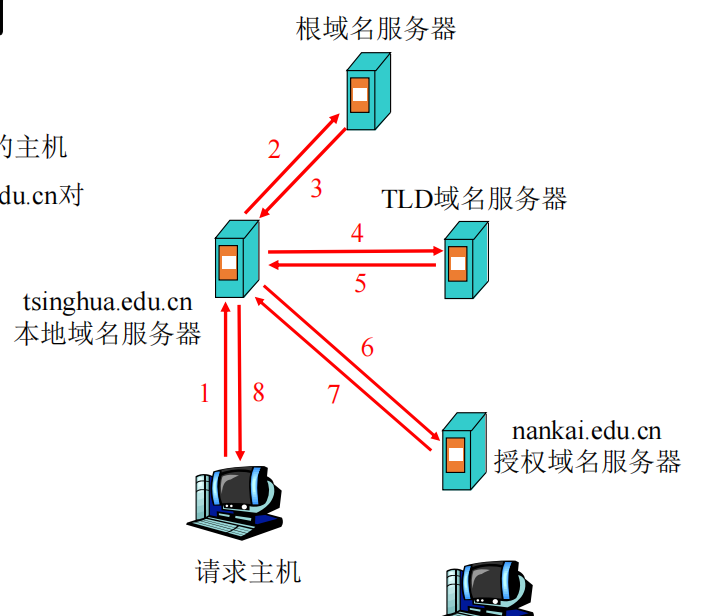 根域名服务器
2
的主机
3
du.cn对
TLD域名服务器
4
5
tsinghua.edu.cn
本地域名服务器
6
7
1
8
nankai.edu.cn
授权域名服务器
请求主机